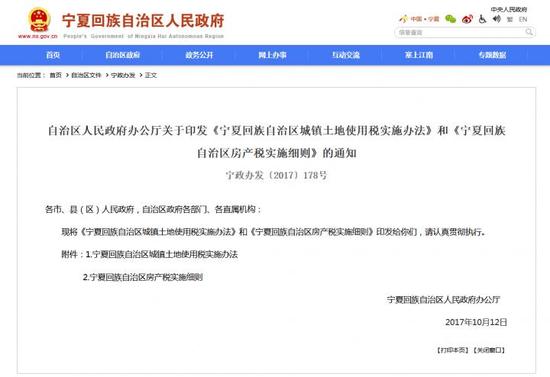 中央人民政府
宁夏回族自治区人民政府
www.nx.gov.cn
People's Government of Ningxia Hui Autonomous Region
中国·宁夏
繁 EN
信息查询
首页 自治区政府 政务公开 网上办事 互动交流 塞上江南 专题数据
当前位置: 首页 > 自治区文件 > 宁政办发 > 正文
自治区人民政府办公厅关于印发《宁夏回族自治区城镇土地使用税实施办法》和《宁夏回族
自治区房产税实施细则》的通知
宁政办发〔2017〕178号
各市、县(区)人民政府,自治区政府各部门、各直属机构:
现将《宁夏回族自治区城镇土地使用税实施办法》和《宁夏回族自治区房产税实施细则》印发给你们,请认真贯彻执行。
附件:1.宁夏回族自治区城镇土地使用税实施办法
2.宁夏回族自治区房产税实施细则
宁夏回族自治区人民政府办公厅
2017年10月12日
【打印本页】【关闭窗口】